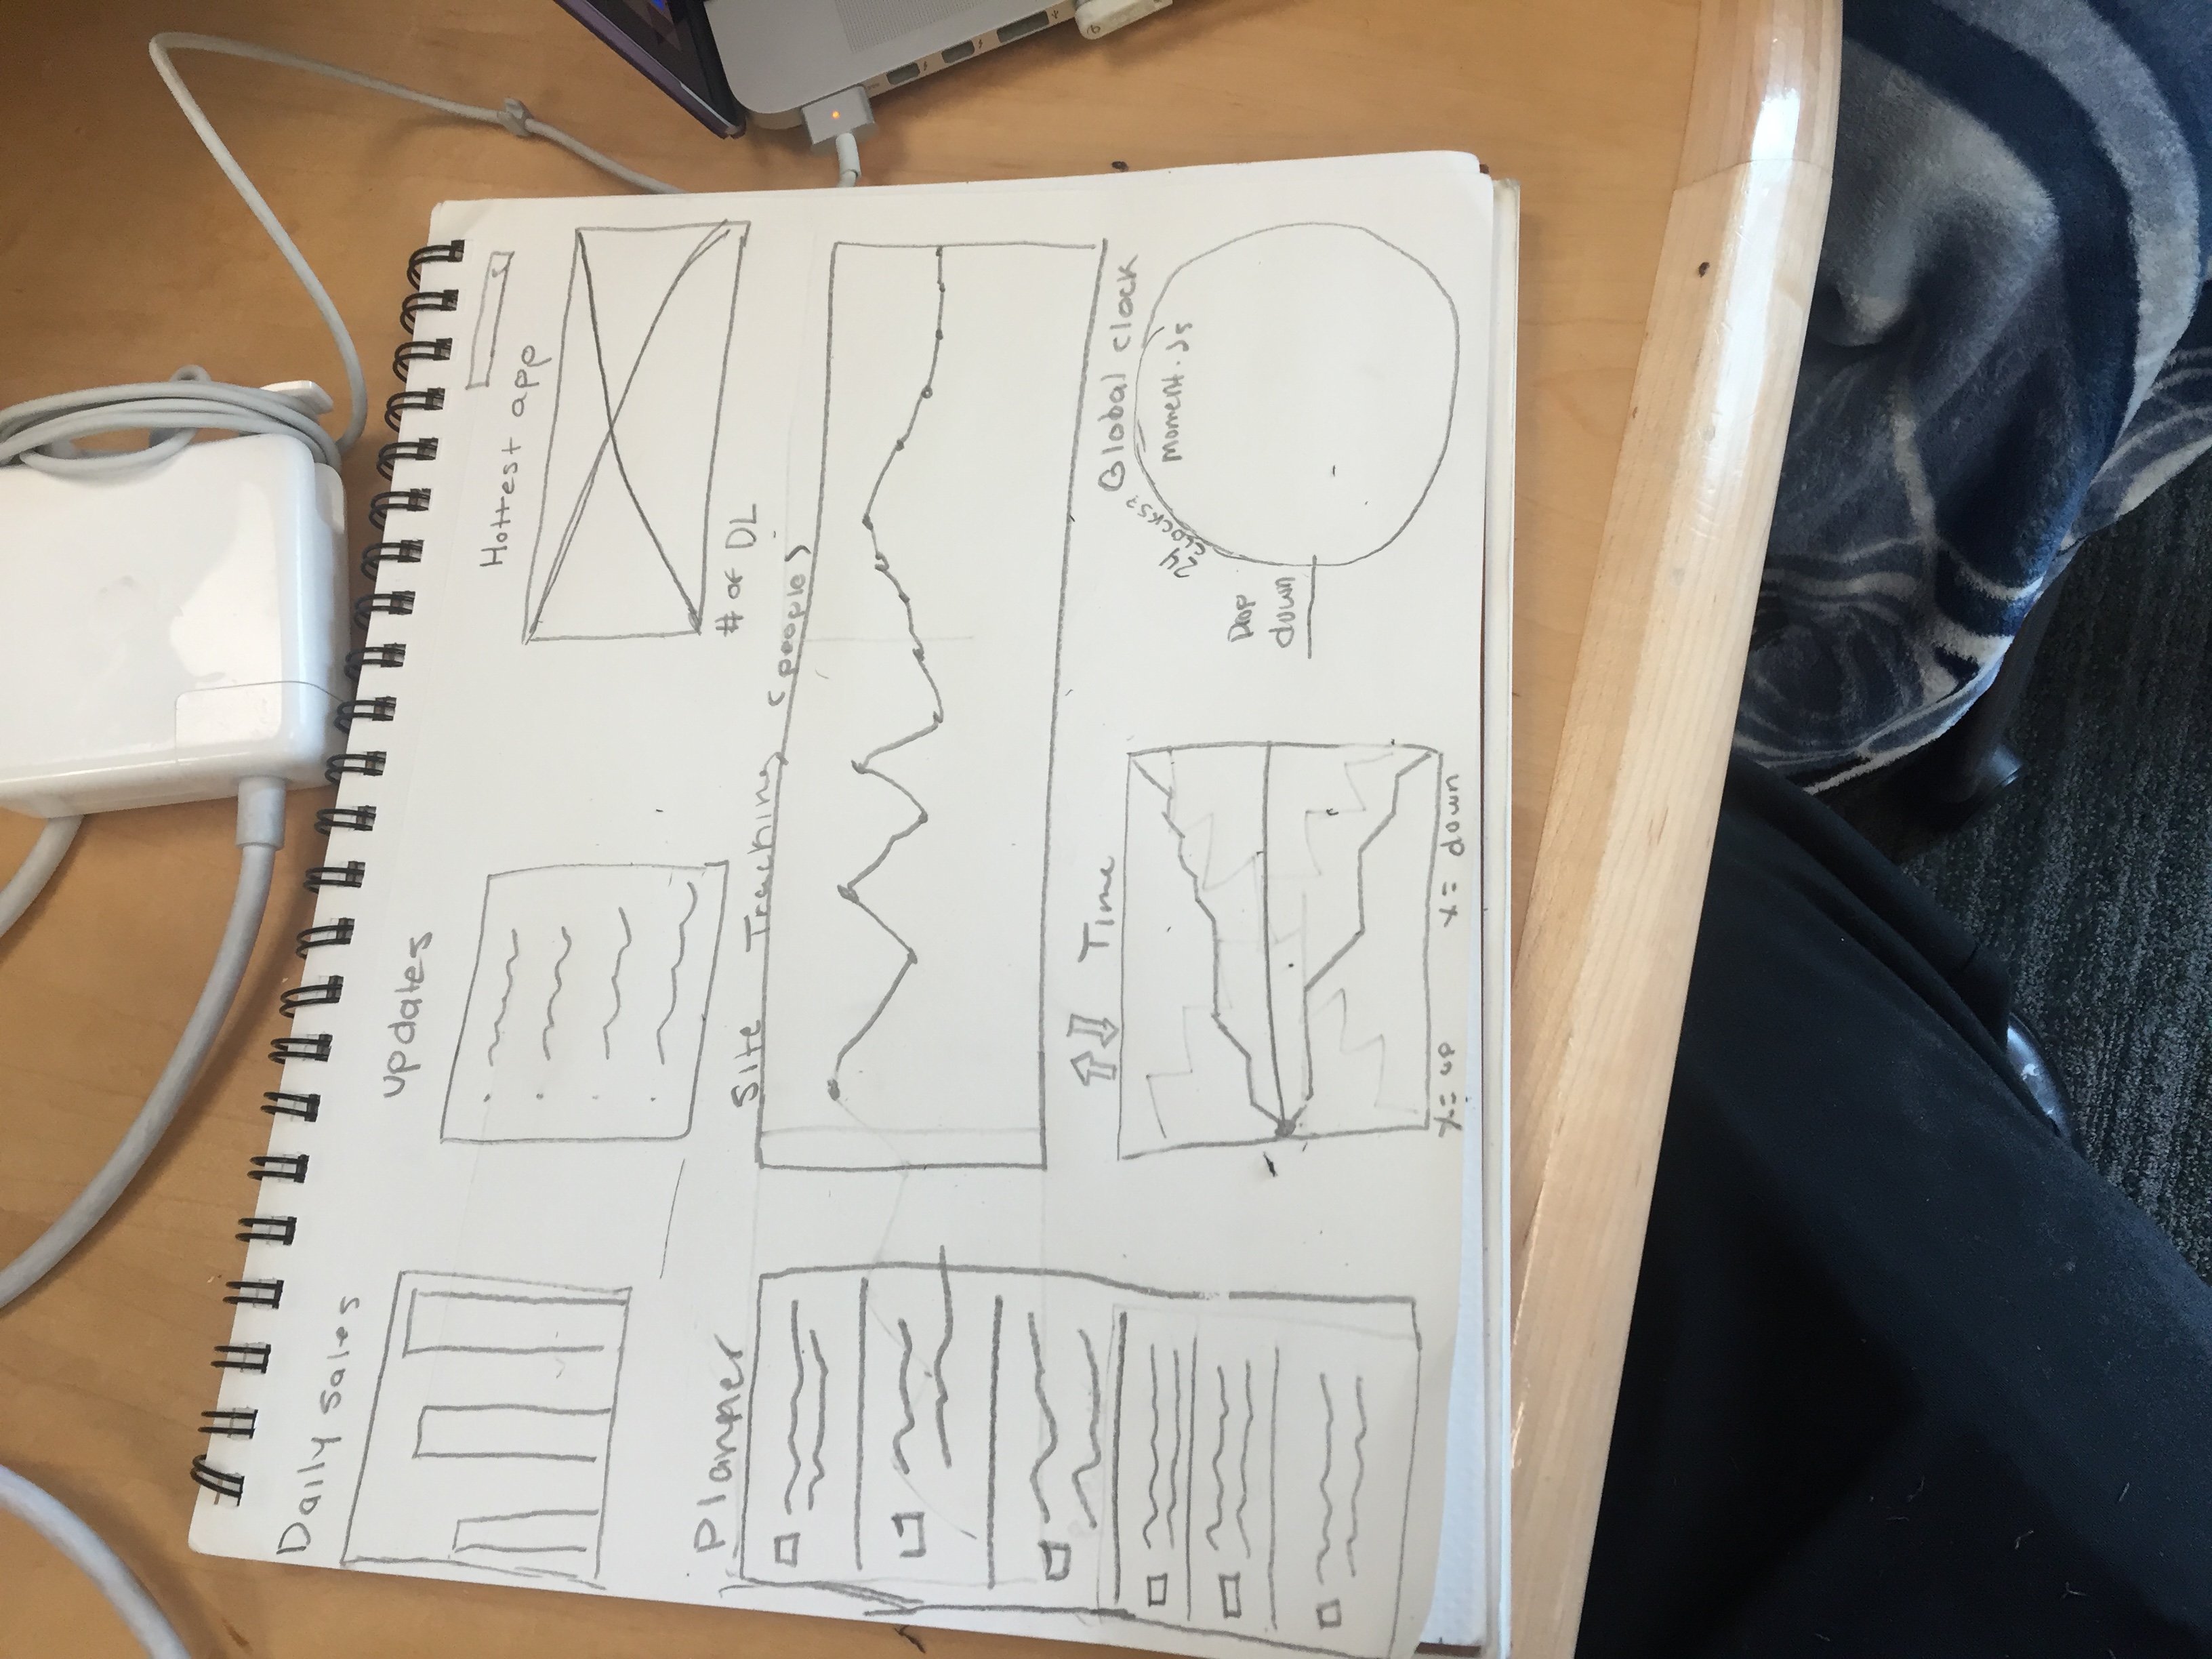 Daily sales
updates
Hottest app
# of DL
Planner
Site Tracking (people)
Time
x= up
x= down
Global clock
moment.js
24
CLOCKS?
Drop
down